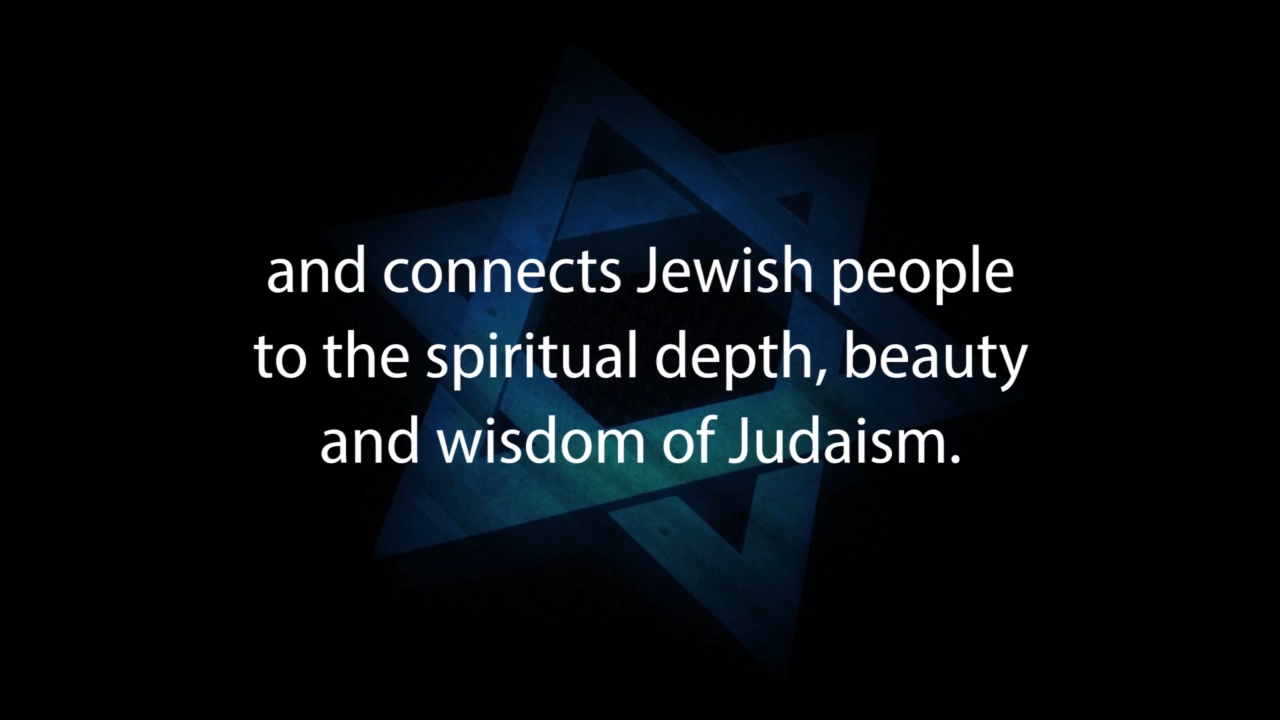 and connects Jewish people
to the spiritual depth, beauty
and wisdom of Judaism.